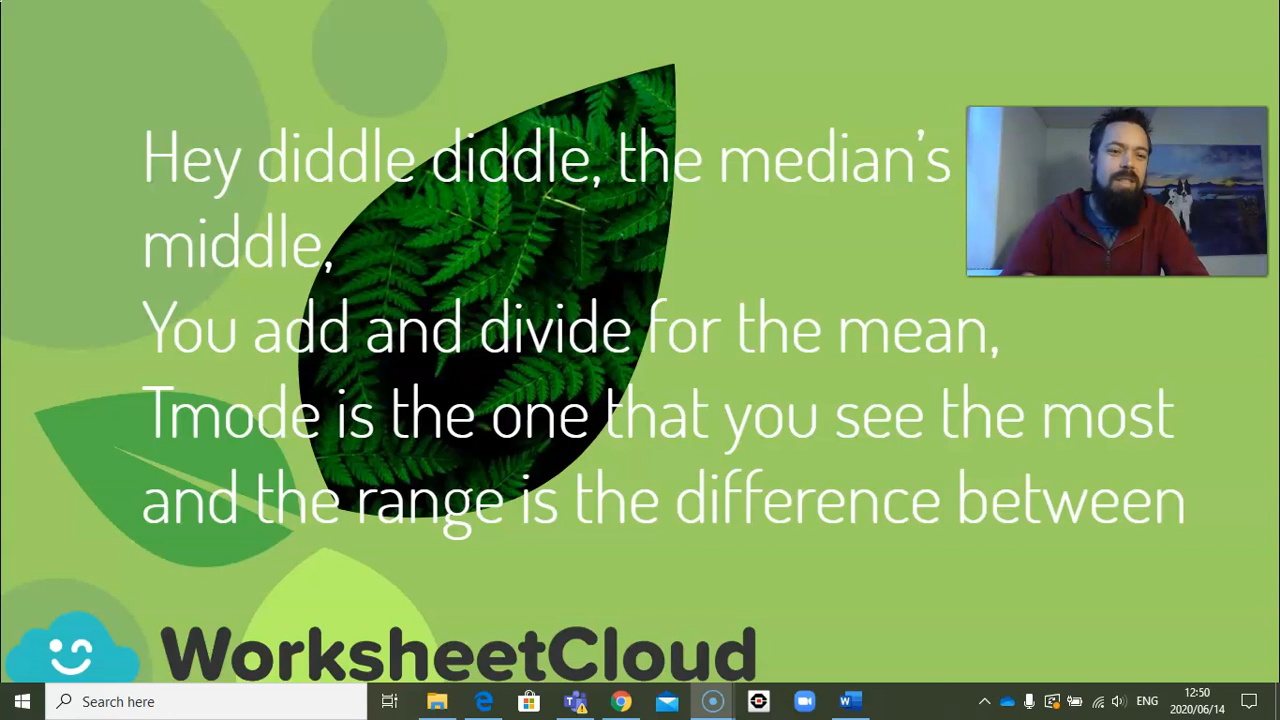 Hey diddle diddle, the median’s
middle,
You add and divide for the mean,
Tmode is the one that you see the most
and the range is the difference between
WorksheetCloud
Search here
ENG
12:50
2020/06/14